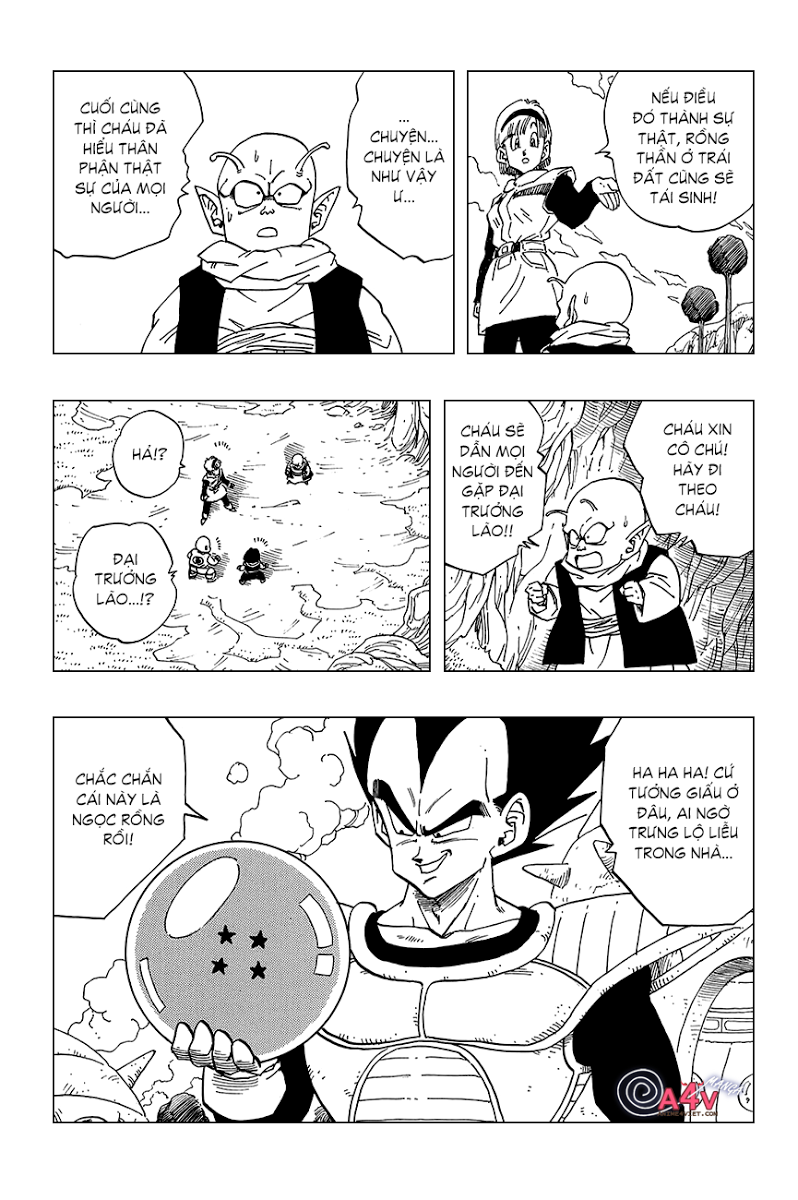 NẾU ĐIỀU
ĐÓ THÀNH SỰ
THẬT, RỒNG
THẦN Ở TRÁI
ĐẤT CŨNG SẼ
TÁI SINH!
...
CHUYỆN...
CHUYỆN LÀ
NHƯ VẬY
Ư...
CUỐI CÙNG
THÌ CHÁU ĐÃ
HIỂU THÂN
PHẬN THẬT
SỰ CỦA MỌI
NGƯỜI...
CHÁU XIN
CÔ CHÚ!
HÃY ĐI
THEO
CHÁU!
CHÁU SẼ
DẪN MỌI
NGƯỜI ĐẾN
GẶP ĐẠI
TRƯỞNG
LÃO!!
HẢ!?
ĐẠI
TRƯỞNG
LÃO...!?
HA HA HA! CỨ
TƯỞNG GIẤU Ở
ĐÂU, AI NGỜ
TRƯNG LỘ LIỄU
TRONG NHÀ...
CHẮC CHẮN
CÁI NÀY LÀ
NGỌC RỒNG
RỒI!
A4V